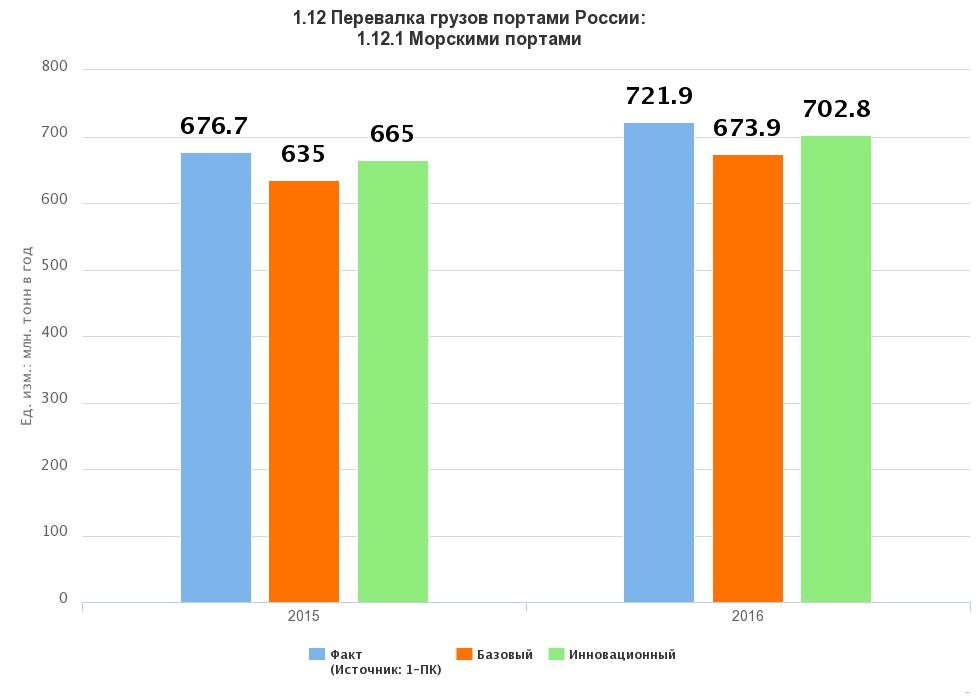 1.12 Перевалка грузов портами России:
1.12.1 Морскими портами
Ед. изм.: млн. тонн в год
800
700
600
500
400
300
200
100
0
676.7
635
665
721.9
673.9
702.8
2015
2016
Факт
(Источник: 1-ПК)
Базовый
Инновационный